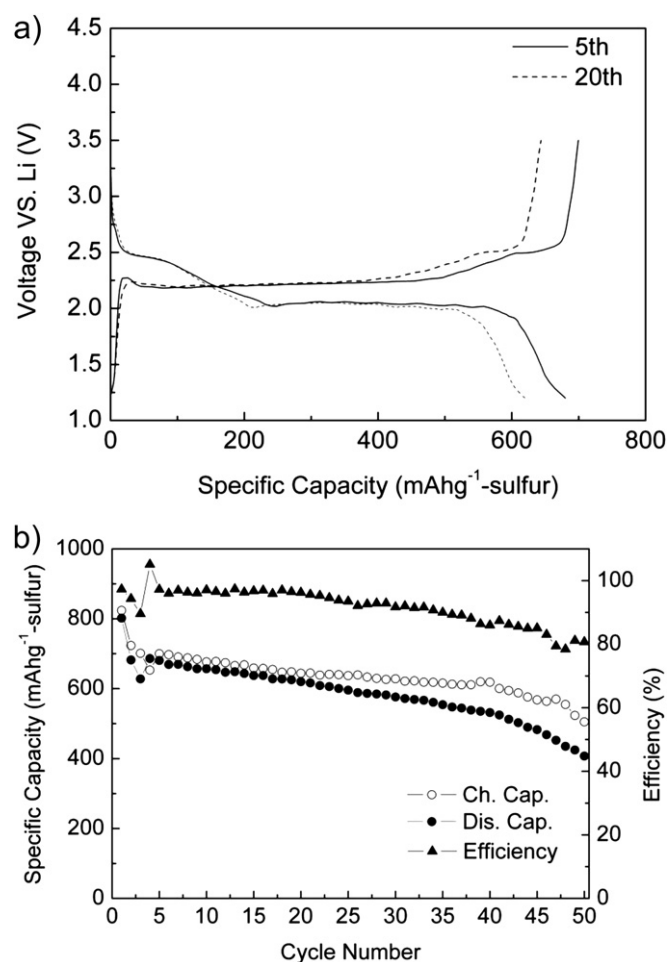 a)
4.5
4.0
3.5
3.0
2.5
2.0
1.5
1.0
Voltage VS. Li (V)
5th
20th
0 200 400 600 800
Specific Capacity (mAhg⁻¹-sulfur)
b)
1000
800
600
400
200
0
Specific Capacity (mAhg⁻¹-sulfur)
Ch. Cap.
Dis. Cap.
Efficiency
100
80
60
40
20
0
Efficiency (%)
0 5 10 15 20 25 30 35 40 45 50
Cycle Number